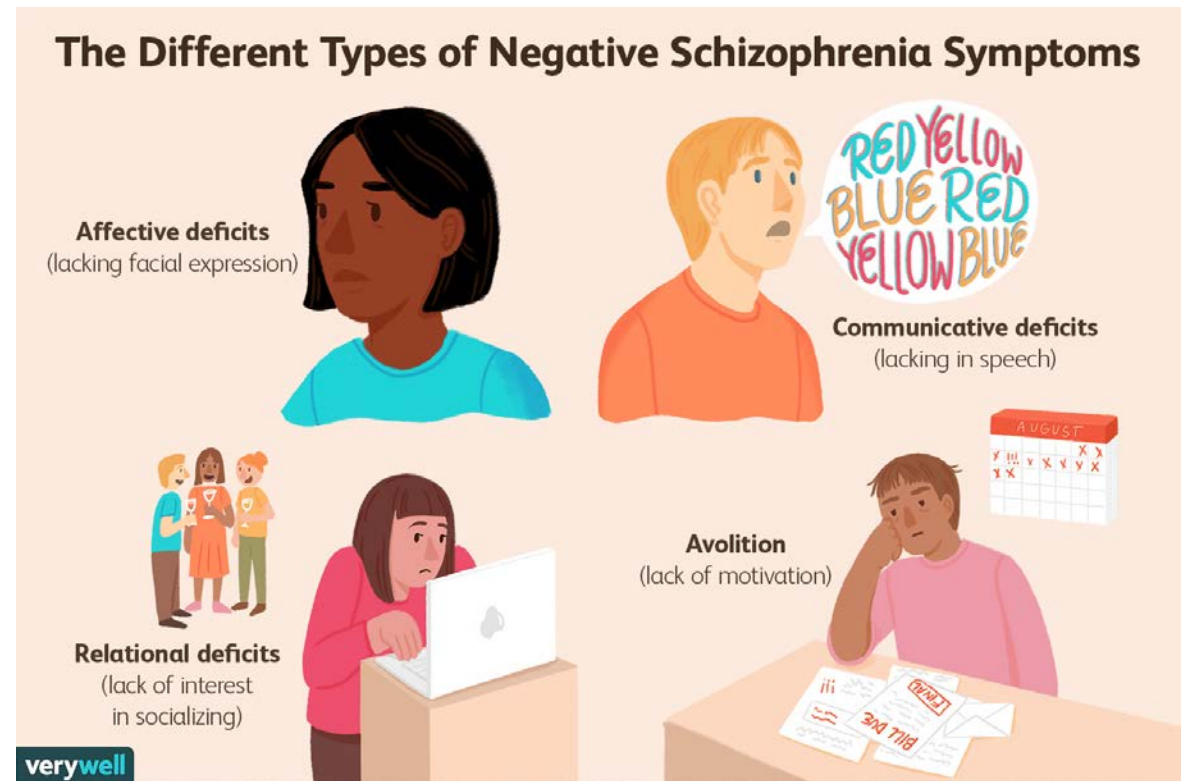 The Different Types of Negative Schizophrenia Symptoms
Affective deficits
(lacking facial expression)
RED YELLOW
BLUE RED
YELLOW BLUE
Communicative deficits
(lacking in speech)
AUGUST
x x
x !!! x x x x x
x x
Relational deficits
(lack of interest
in socializing)
Avolition
(lack of motivation)
!!!
FINAL
BILL DUE
verywell